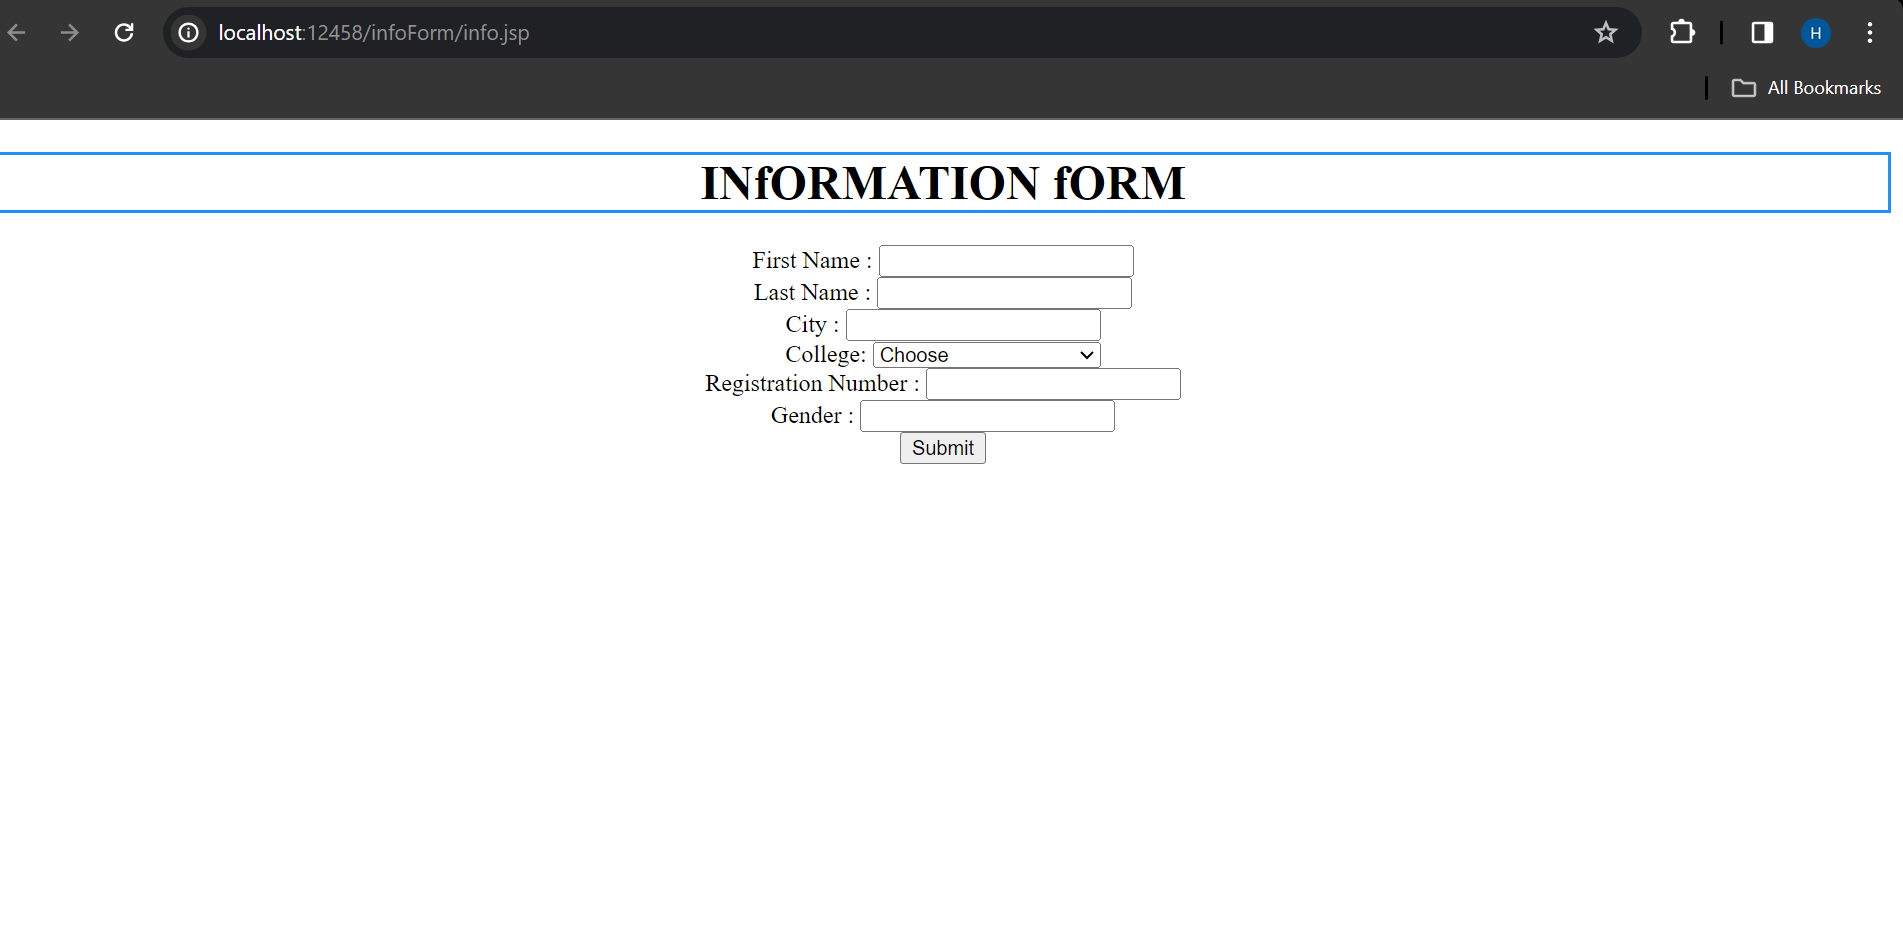 localhost:12458/infoForm/info.jsp
H
All Bookmarks
INfORMATION fORM
First Name :
Last Name :
City :
College: Choose
Registration Number :
Gender :
Submit